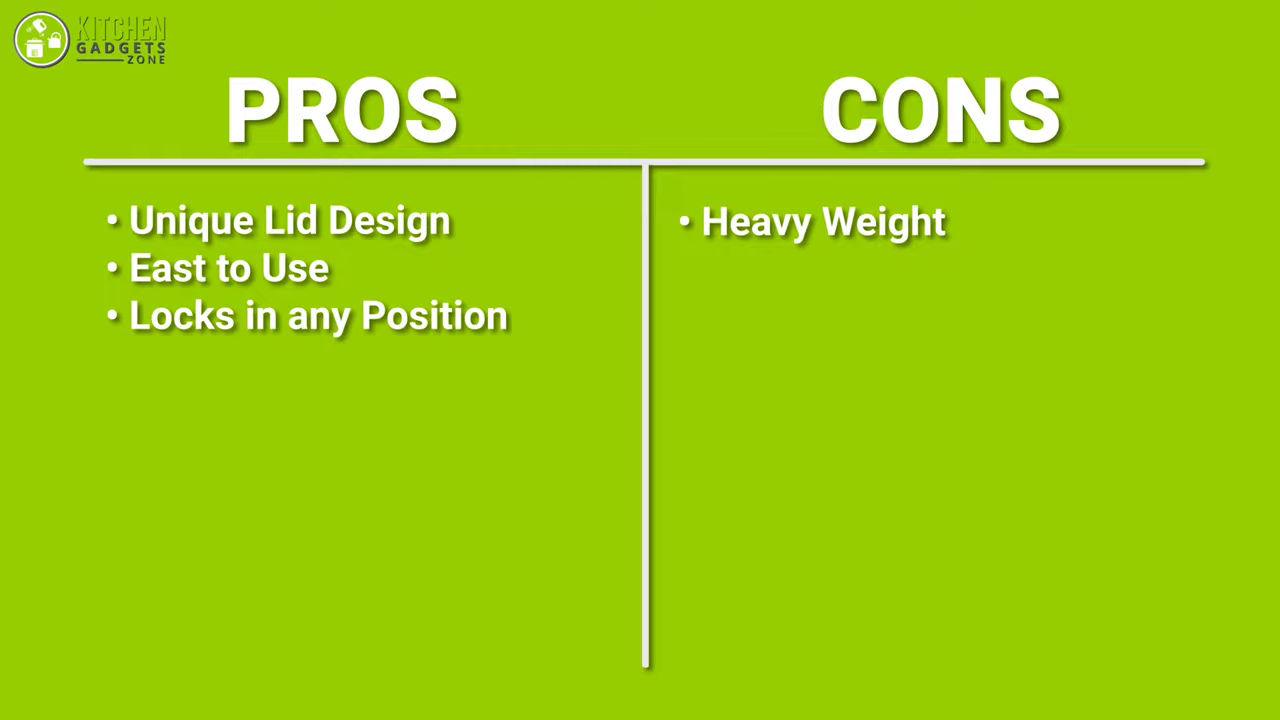 KITCHEN
GADGETS
ZONE
PROS
CONS
• Unique Lid Design
• East to Use
• Locks in any Position
• Heavy Weight